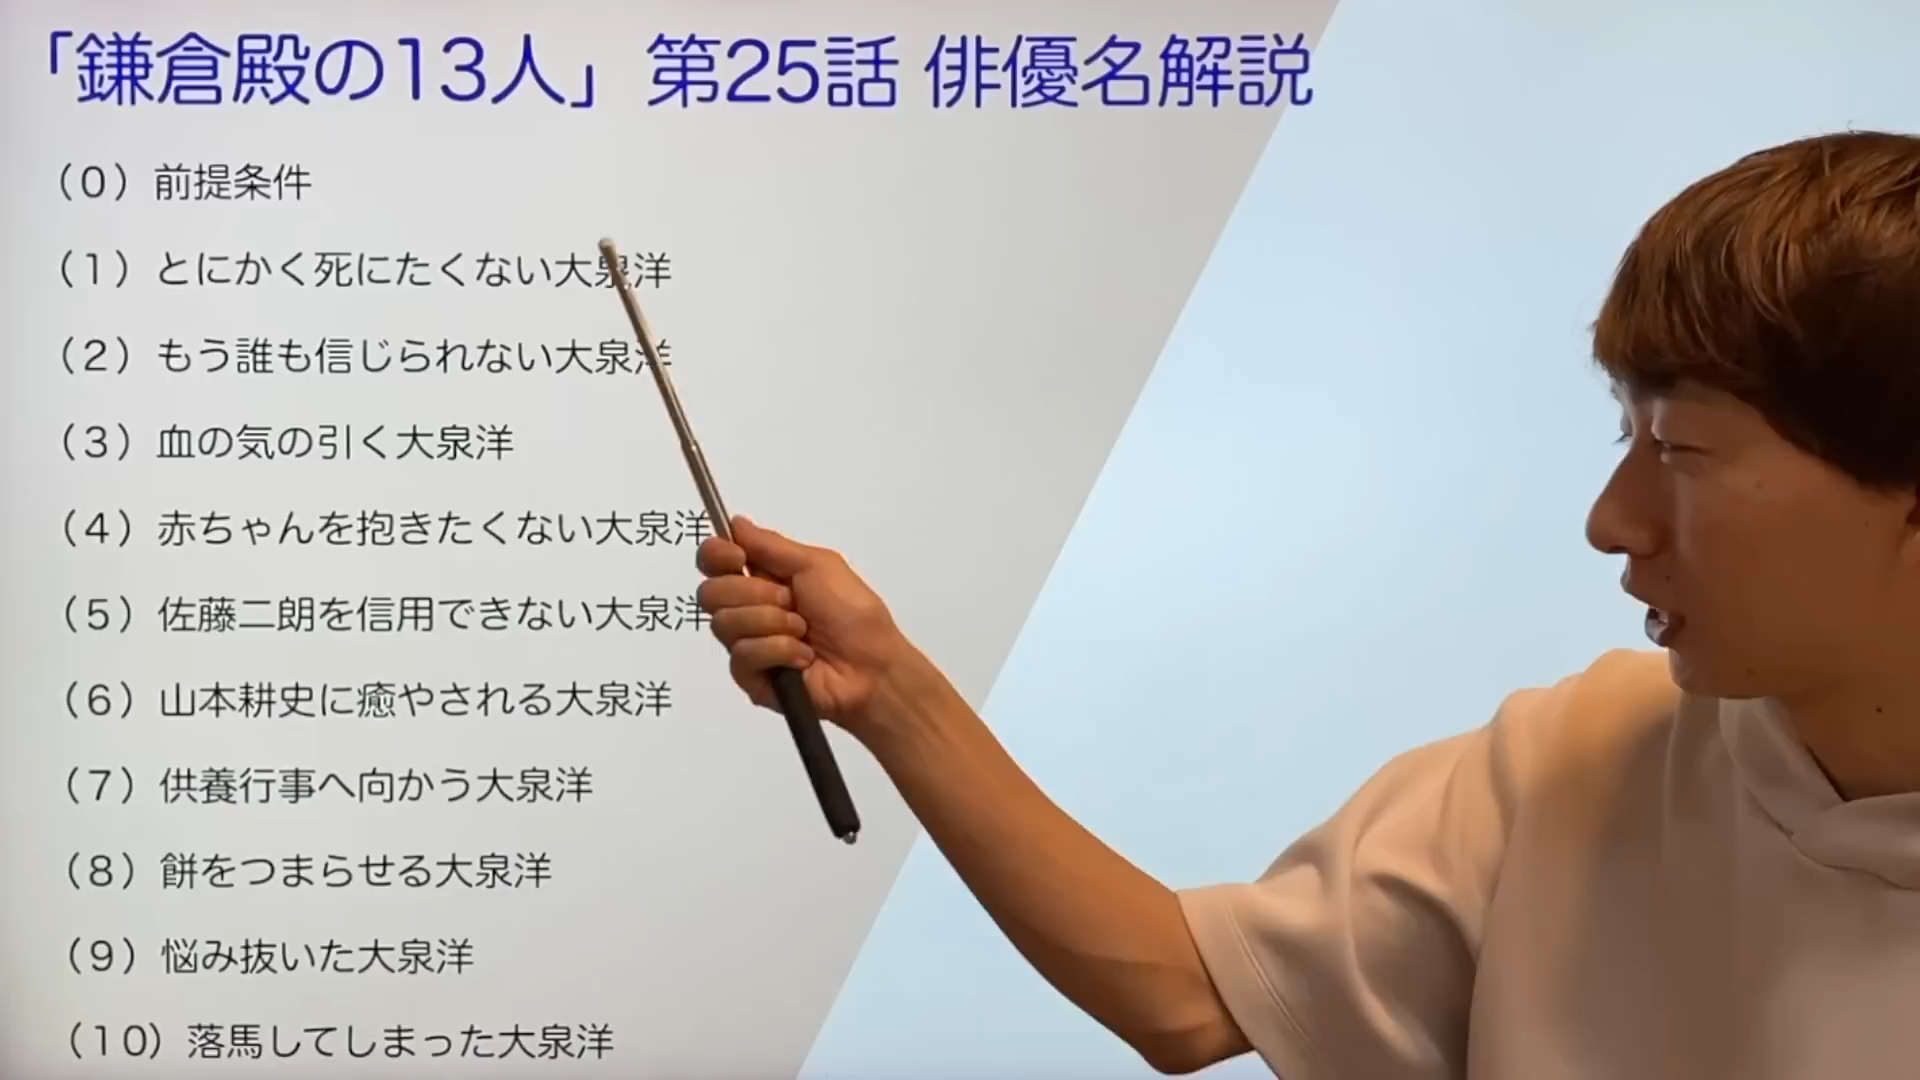 「鎌倉殿の13人」第25話 俳優名解説
（０）前提条件
（１）とにかく死にたくない大泉洋
（２）もう誰も信じられない大泉洋
（３）血の気の引く大泉洋
（４）赤ちゃんを抱きたくない大泉洋
（５）佐藤二朗を信用できない大泉洋
（６）山本耕史に癒やされる大泉洋
（７）供養行事へ向かう大泉洋
（８）餅をつまらせる大泉洋
（９）悩み抜いた大泉洋
（１０）落馬してしまった大泉洋